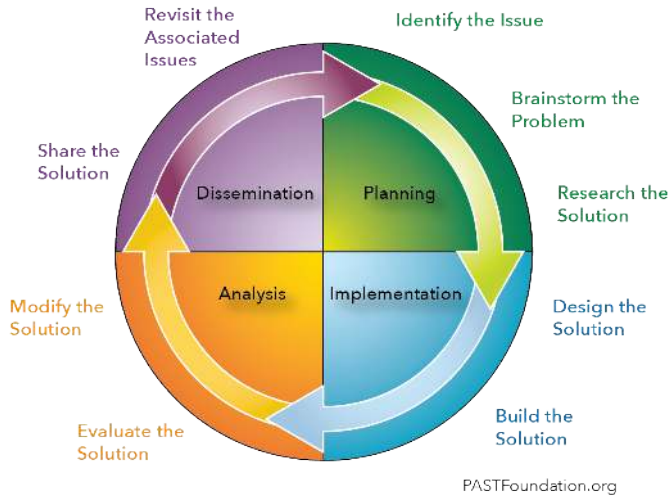 Identify the Issue
Brainstorm the
Problem
Research the
Solution
Design the
Solution
Build the
Solution
Evaluate the
Solution
Modify the
Solution
Share the
Solution
Revisit the
Associated
Issues
Dissemination
Planning
Analysis
Implementation
PASTFoundation.org